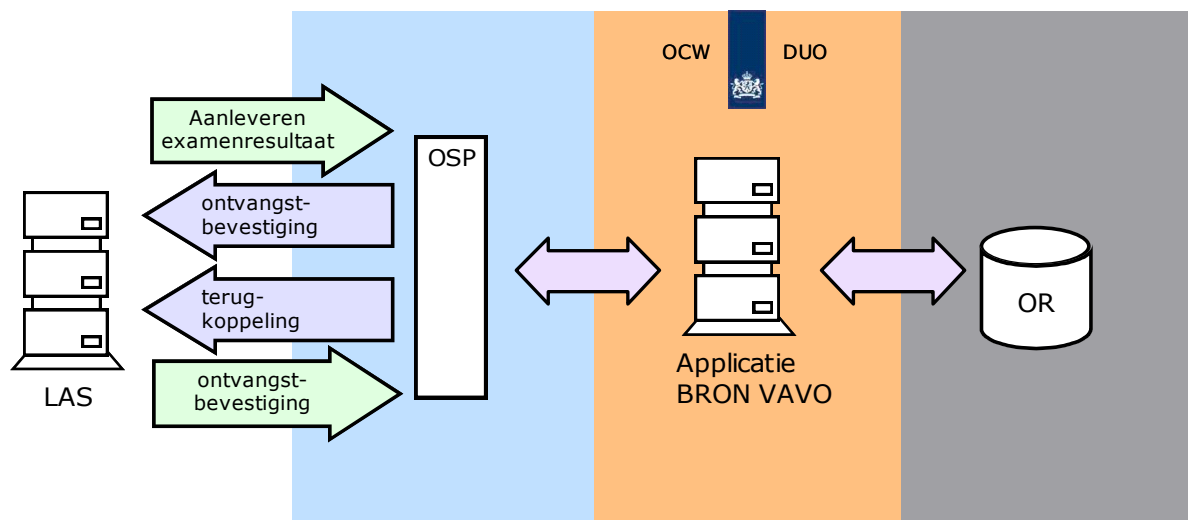 OCW
DUO
Aanleveren
examenresultaat
OSP
ontvangst-
bevestiging
terug-
koppeling
OR
Applicatie
BRON VAVO
ontvangst-
bevestiging
LAS